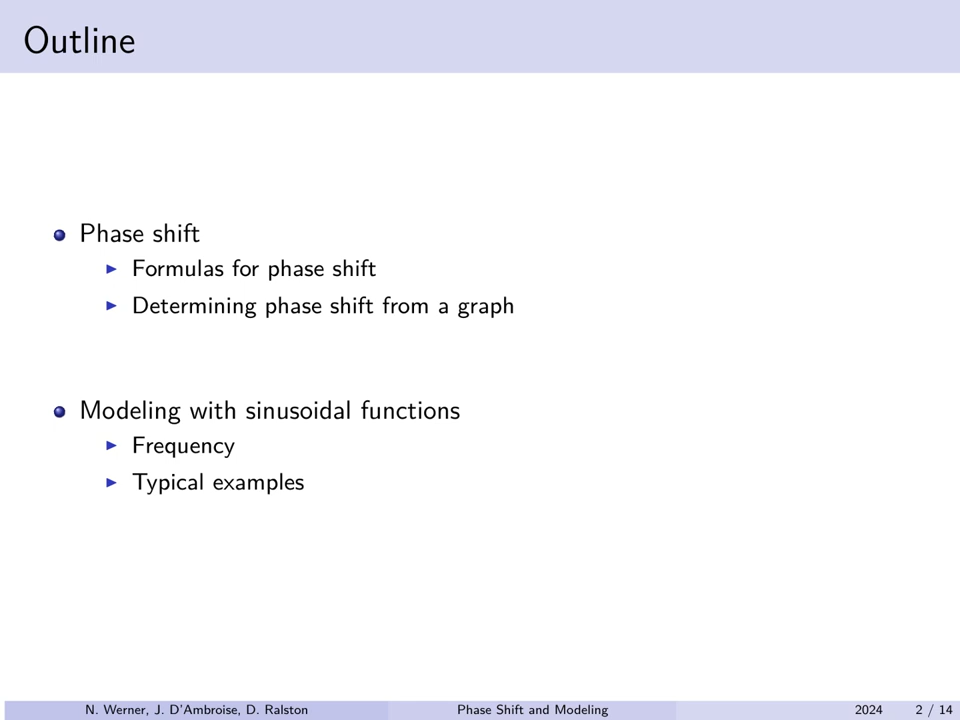 Outline
Phase shift
Formulas for phase shift
Determining phase shift from a graph
Modeling with sinusoidal functions
Frequency
Typical examples
N. Werner, J. D'Ambroise, D. Ralston Phase Shift and Modeling 2024 2 / 14